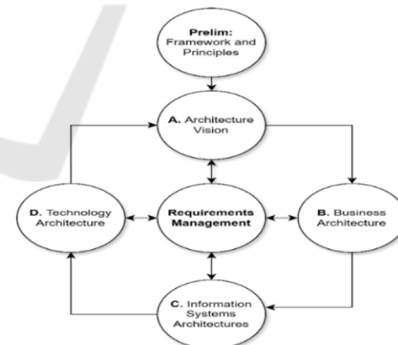 Prelim:
Framework and
Principles
A. Architecture
Vision
D. Technology
Architecture
Requirements
Management
B. Business
Architecture
C. Information
Systems
Architectures